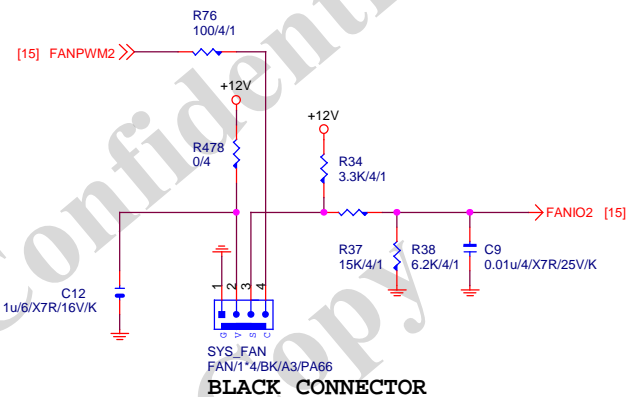 R76
100/4/1
[15] FANPWM2
+12V
+12V
R478
0/4
R34
3.3K/4/1
FANIO2 [15]
R37
15K/4/1
R38
6.2K/4/1
C9
0.01u/4/X7R/25V/K
C12
1u/6/X7R/16V/K
1
2
3
4
G
V
S
C
SYS_FAN
FAN/1*4/BK/A3/PA66
BLACK CONNECTOR
Confidenti
Copy